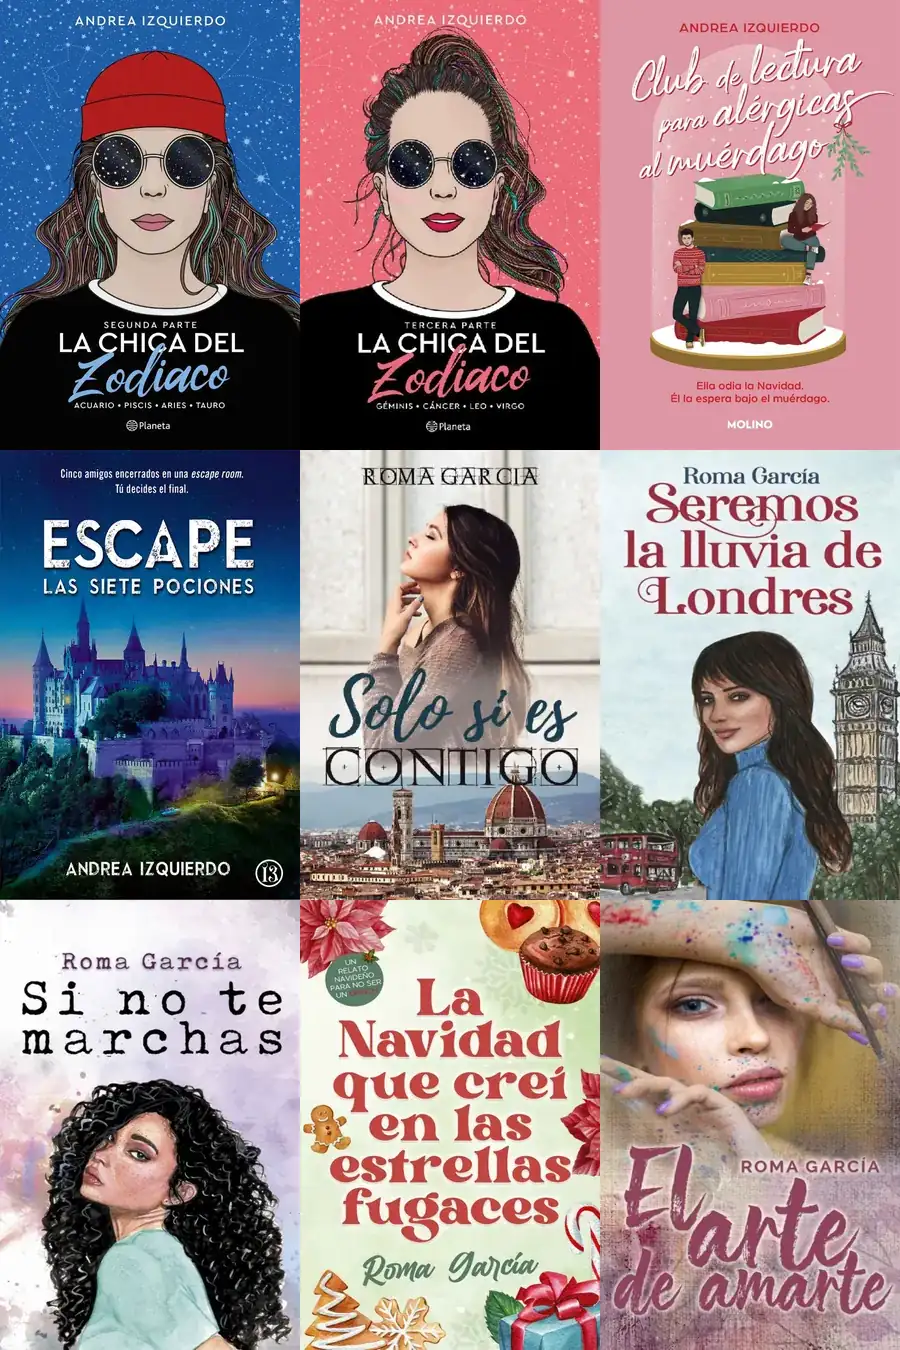 ANDREA IZQUIERDO
SEGUNDA PARTE
LA CHICA DEL
Zodiaco
ACUARIO • PISCIS • ARIES • TAURO
Planeta
ANDREA IZQUIERDO
TERCERA PARTE
LA CHICA DEL
Zodiaco
GÉMINIS • CÁNCER • LEO • VIRGO
Planeta
ANDREA IZQUIERDO
Club de lectura
para alérgicas
al muérdago
Ella odia la Navidad.
Él la espera bajo el muérdago.
MOLINO
Cinco amigos encerrados en una escape room.
Tú decides el final.
ESCAPE
LAS SIETE POCIONES
ANDREA IZQUIERDO
13
ROMA GARCIA
Solo si es
CONTIGO
Roma García
Seremos
la lluvia de
Londres
Roma García
Si no te
marchas
UN
RELATO
NAVIDEÑO
PARA NO SER
UN
La
Navidad
que creí
en las
estrellas
fugaces
Roma García
El
ROMA GARCÍA
arte
de amarte